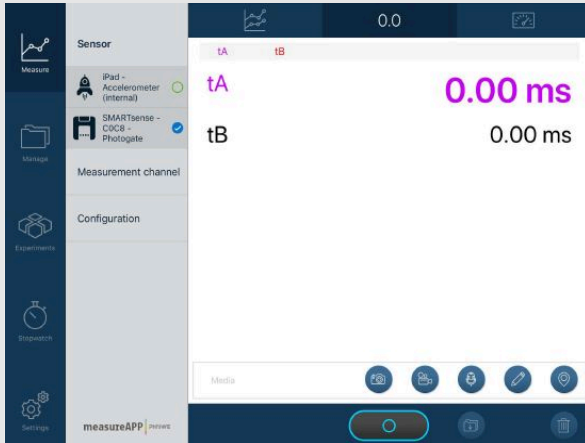 Measure
Manage
Experiments
Stopwatch
Settings
Sensor
iPad -
Accelerometer
(internal)
SMARTsense -
C0C8 -
Photogate
Measurement channel
Configuration
measureAPP PHYWE
0.0
tA tB
tA 0.00 ms
tB 0.00 ms
Media